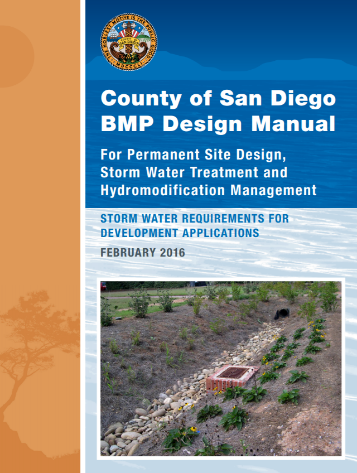 County of San Diego
BMP Design Manual
For Permanent Site Design,
Storm Water Treatment and
Hydromodification Management
STORM WATER REQUIREMENTS FOR
DEVELOPMENT APPLICATIONS
FEBRUARY 2016